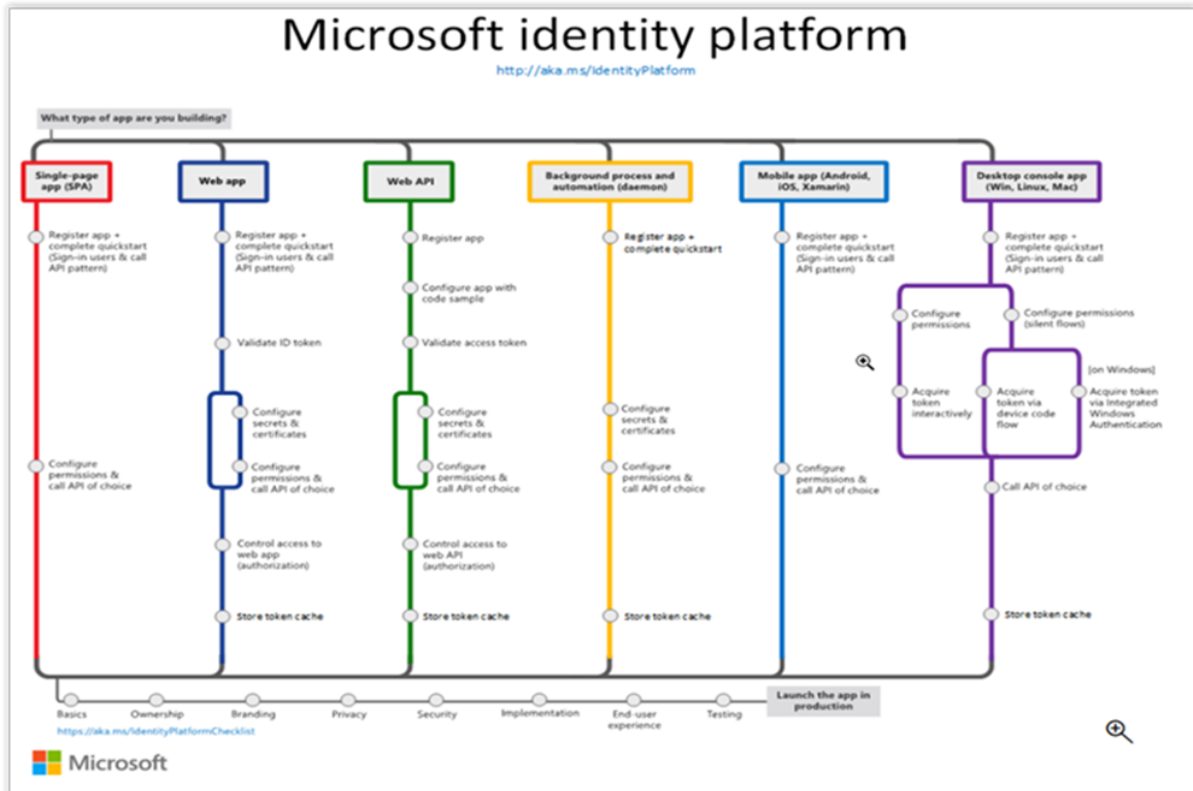 Microsoft identity platform
http://aka.ms/IdentityPlatform
What type of app are you building?
Single-page
app (SPA)
Register app +
complete quickstart
(Sign-in users & call
API pattern)
Configure
permissions &
call API of choice
Web app
Register app +
complete quickstart
(Sign-in users & call
API pattern)
Validate ID token
Configure
secrets &
certificates
Configure
permissions &
call API of choice
Control access to
web app
(authorization)
Store token cache
Web API
Register app
Configure app with
code sample
Validate access token
Configure
secrets &
certificates
Configure
permissions &
call API of choice
Control access to
web API
(authorization)
Store token cache
Background process and
automation (daemon)
Register app +
complete quickstart
Configure
secrets &
certificates
Configure
permissions &
call API of choice
Store token cache
Mobile app (Android,
iOS, Xamarin)
Register app +
complete quickstart
(Sign-in users & call
API pattern)
Configure
permissions &
call API of choice
Desktop console app
(Win, Linux, Mac)
Register app +
complete quickstart
(Sign-in users & call
API pattern)
Configure
permissions
Configure permissions
(silent flows)
Acquire
token
interactively
Acquire
token via
device code
flow
[on Windows]
Acquire token
via Integrated
Windows
Authentication
Call API of choice
Store token cache
Basics
Ownership
Branding
Privacy
Security
Implementation
End-user
experience
Testing
Launch the app in
production
https://aka.ms/IdentityPlatformChecklist
Microsoft